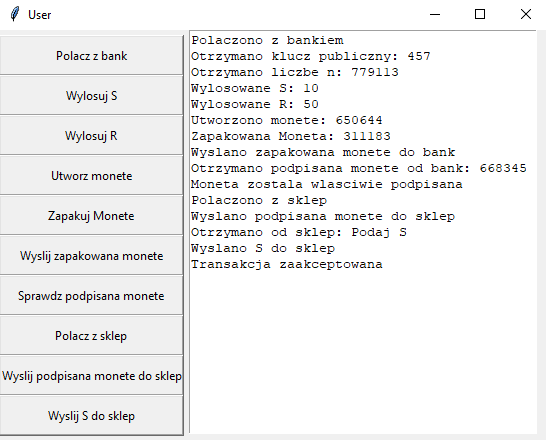 User
Polacz z bank
Wylosuj S
Wylosuj R
Utworz monete
Zapakuj Monete
Wyslij zapakowana monete
Sprawdz podpisana monete
Polacz z sklep
Wyslij podpisana monete do sklep
Wyslij S do sklep
Polaczono z bankiem
Otrzymano klucz publiczny: 457
Otrzymano liczbe n: 779113
Wylosowane S: 10
Wylosowane R: 50
Utworzono monete: 650644
Zapakowana Moneta: 311183
Wyslano zapakowana monete do bank
Otrzymano podpisana monete od bank: 668345
Moneta zostala wlasciwie podpisana
Polaczono z sklep
Wyslano podpisana monete do sklep
Otrzymano od sklep: Podaj S
Wyslano S do sklep
Transakcja zaakceptowana